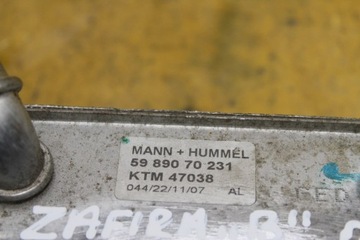 MANN + HUMMEL
59 890 70 231
KTM 47038
044/22/11/07 AL
ZAFIRA B"